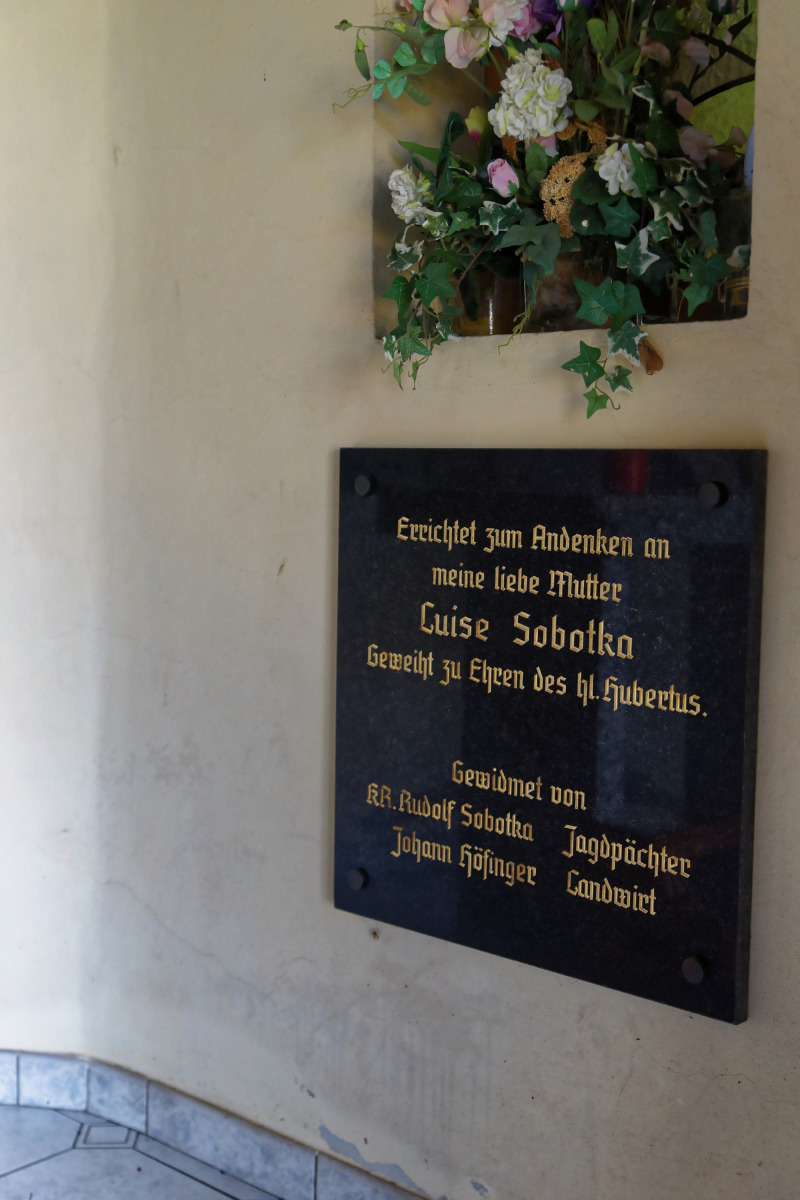 Errichtet zum Andenken an
meine liebe Mutter
Luise Sobotka
Geweiht zu Ehren des hl. Hubertus.
Gewidmet von
KR. Rudolf Sobotka Jagdpächter
Johann Höfinger Landwirt